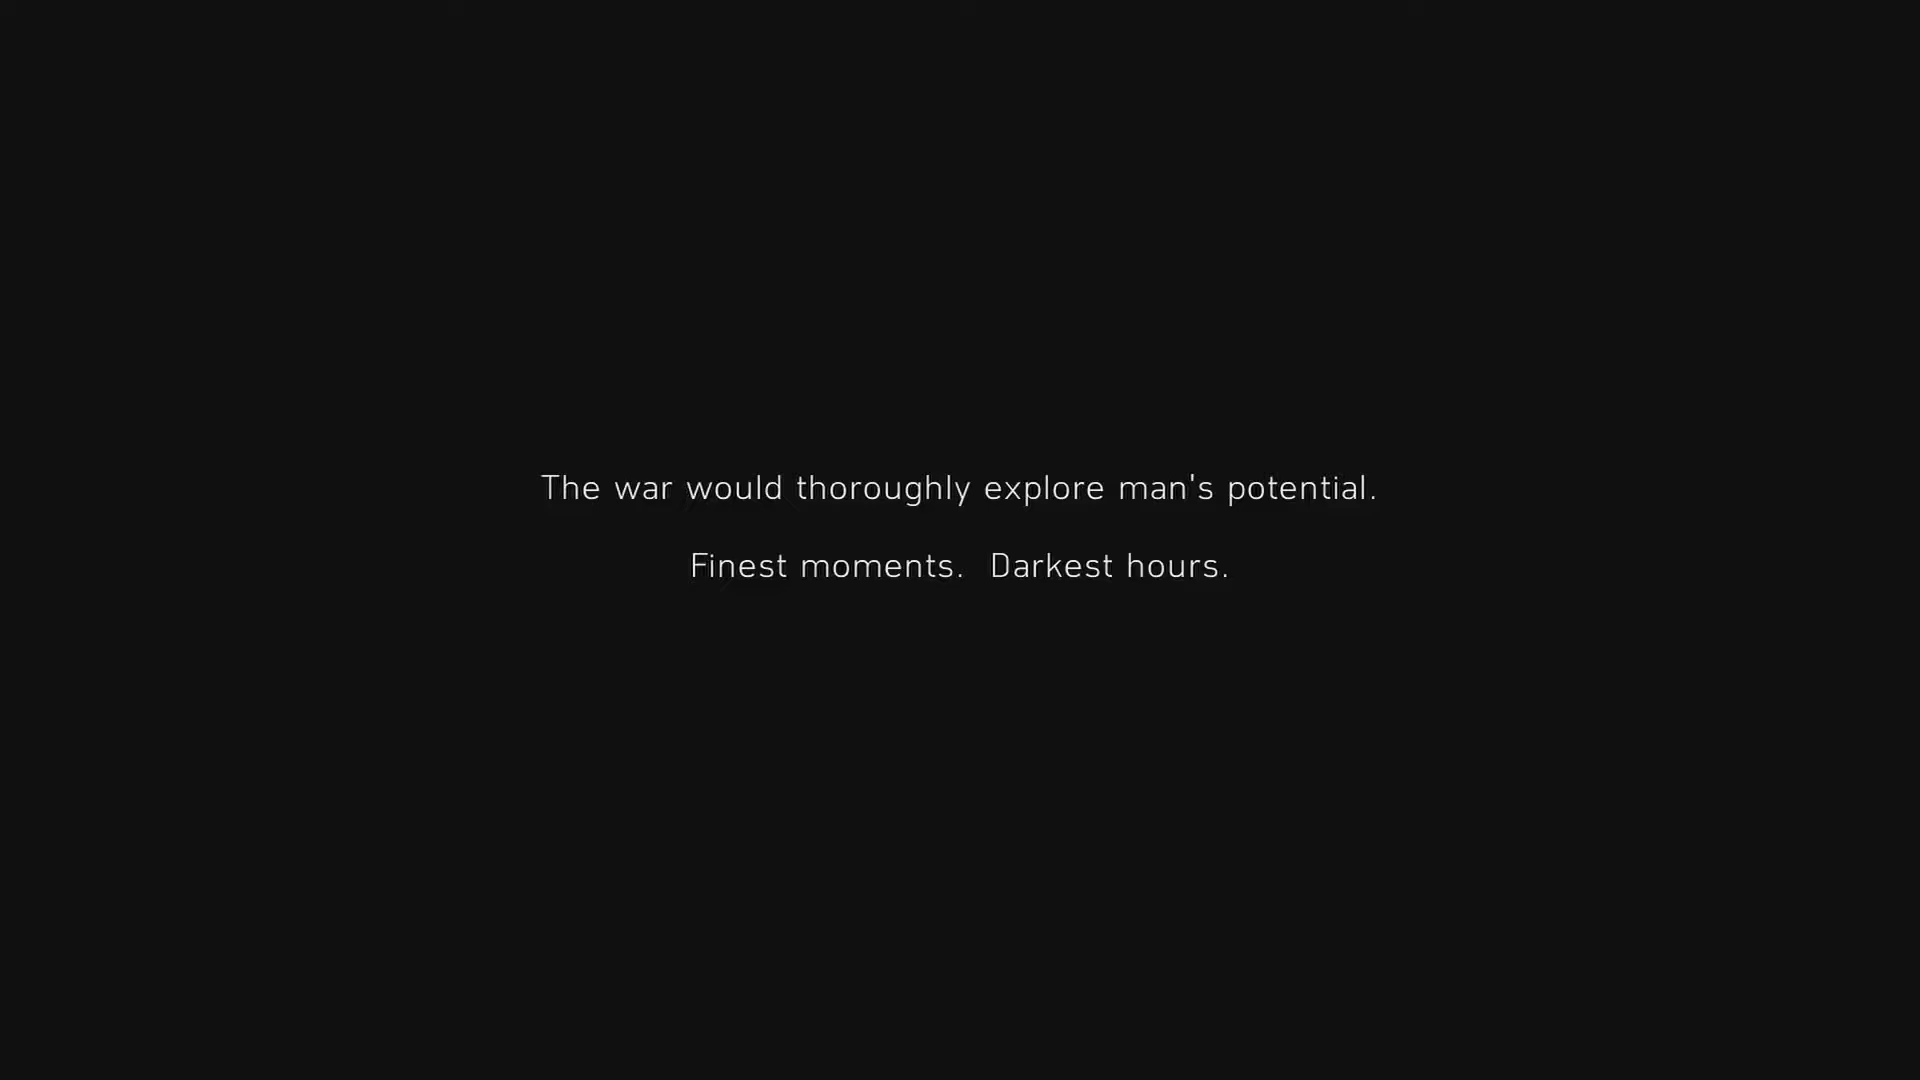 The war would thoroughly explore man's potential.
Finest moments.  Darkest hours.